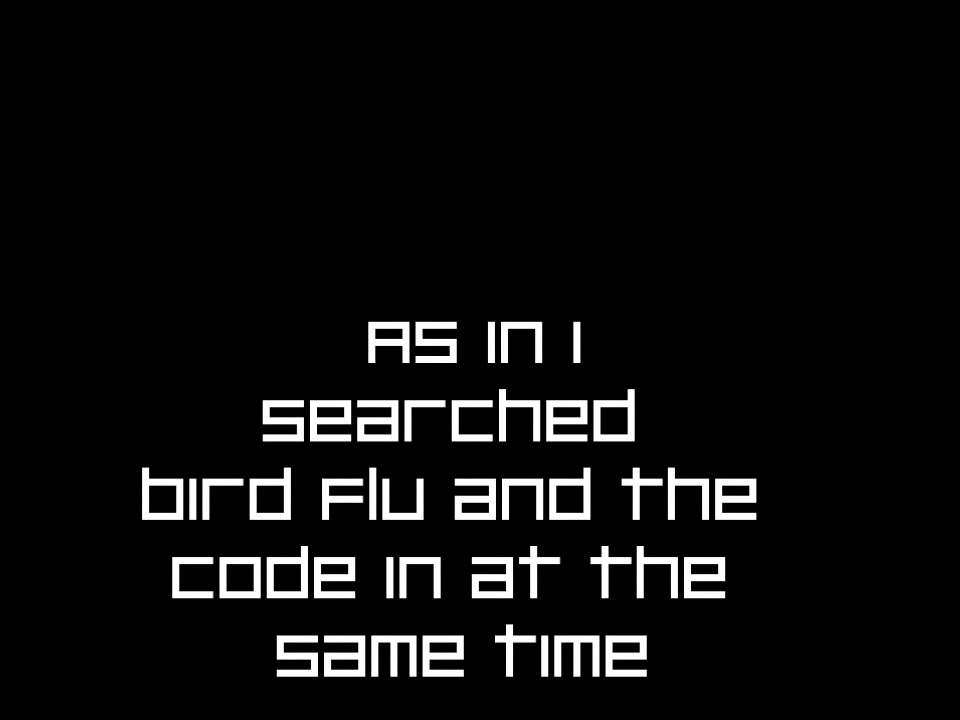 As in i
searched
bird flu and the
code in at the
same time